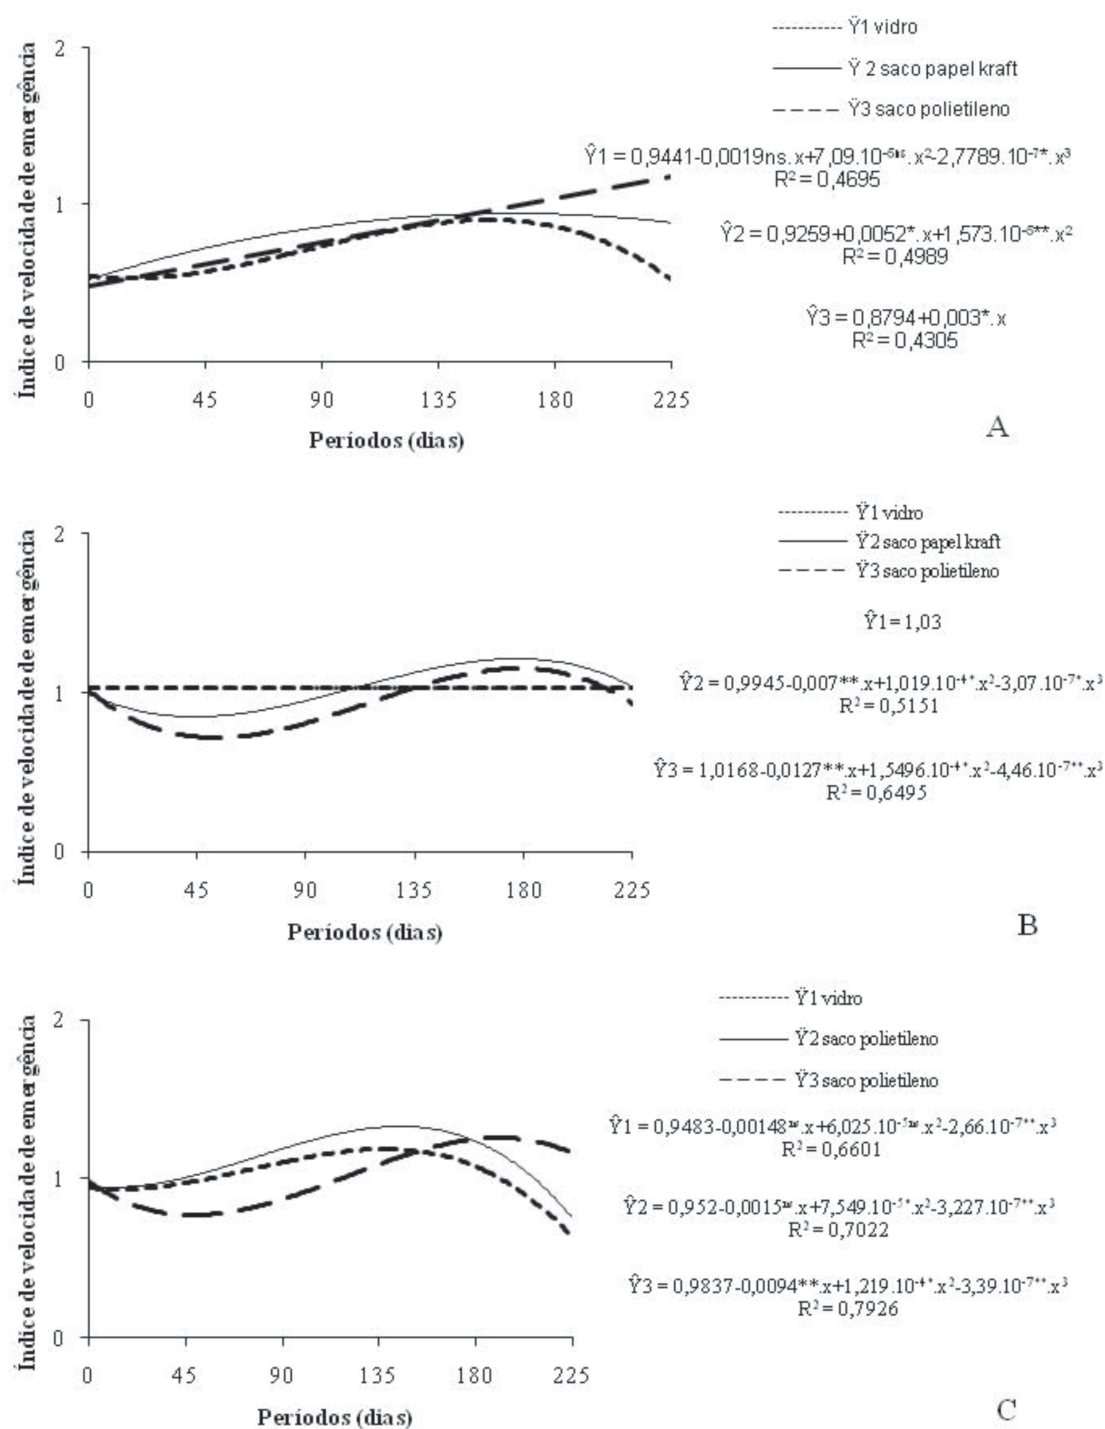 Ÿ1 vidro
Ÿ 2 saco papel kraft
Ÿ3 saco polietileno
Índice de velocidade de emergência
2
1
0
Ŷ1 = 0,9441-0,0019ns.x+7,09.10⁻⁵ⁿˢ.x²-2,7789.10⁻⁷*.x³
R² = 0,4695
Ŷ2 = 0,9259+0,0052*.x+1,573.10⁻⁵**.x²
R² = 0,4989
Ŷ3 = 0,8794+0,003*.x
R² = 0,4305
0 45 90 135 180 225
Períodos (dias)
A
Ÿ1 vidro
Ÿ2 saco papel kraft
Ÿ3 saco polietileno
Índice de velocidade de emergência
2
1
0
Ŷ1 = 1,03
Ŷ2 = 0,9945-0,007**.x+1,019.10⁻⁴*.x²-3,07.10⁻⁷*.x³
R² = 0,5151
Ŷ3 = 1,0168-0,0127**.x+1,5496.10⁻⁴*.x²-4,46.10⁻⁷**.x³
R² = 0,6495
0 45 90 135 180 225
Períodos (dias)
B
Ÿ1 vidro
Ÿ2 saco polietileno
Ÿ3 saco polietileno
Índice de velocidade de emergência
2
1
0
Ŷ1 = 0,9483-0,00148ⁿˢ.x+6,025.10⁻⁵ⁿˢ.x²-2,66.10⁻⁷**.x³
R² = 0,6601
Ŷ2 = 0,952-0,0015ⁿˢ.x+7,549.10⁻⁵*.x²-3,227.10⁻⁷**.x³
R² = 0,7022
Ŷ3 = 0,9837-0,0094**.x+1,219.10⁻⁴*.x²-3,39.10⁻⁷**.x³
R² = 0,7926
0 45 90 135 180 225
Períodos (dias)
C